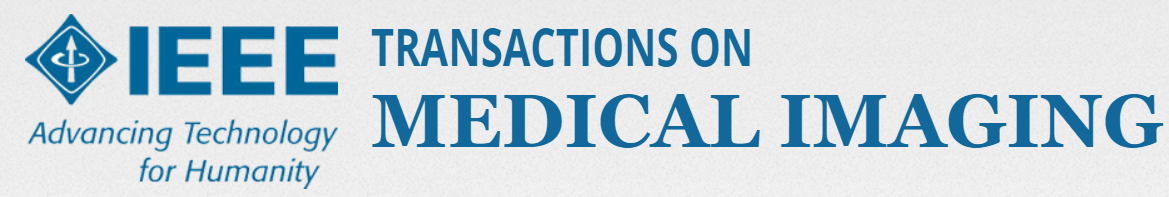 IEEE
Advancing Technology
for Humanity
TRANSACTIONS ON
MEDICAL IMAGING